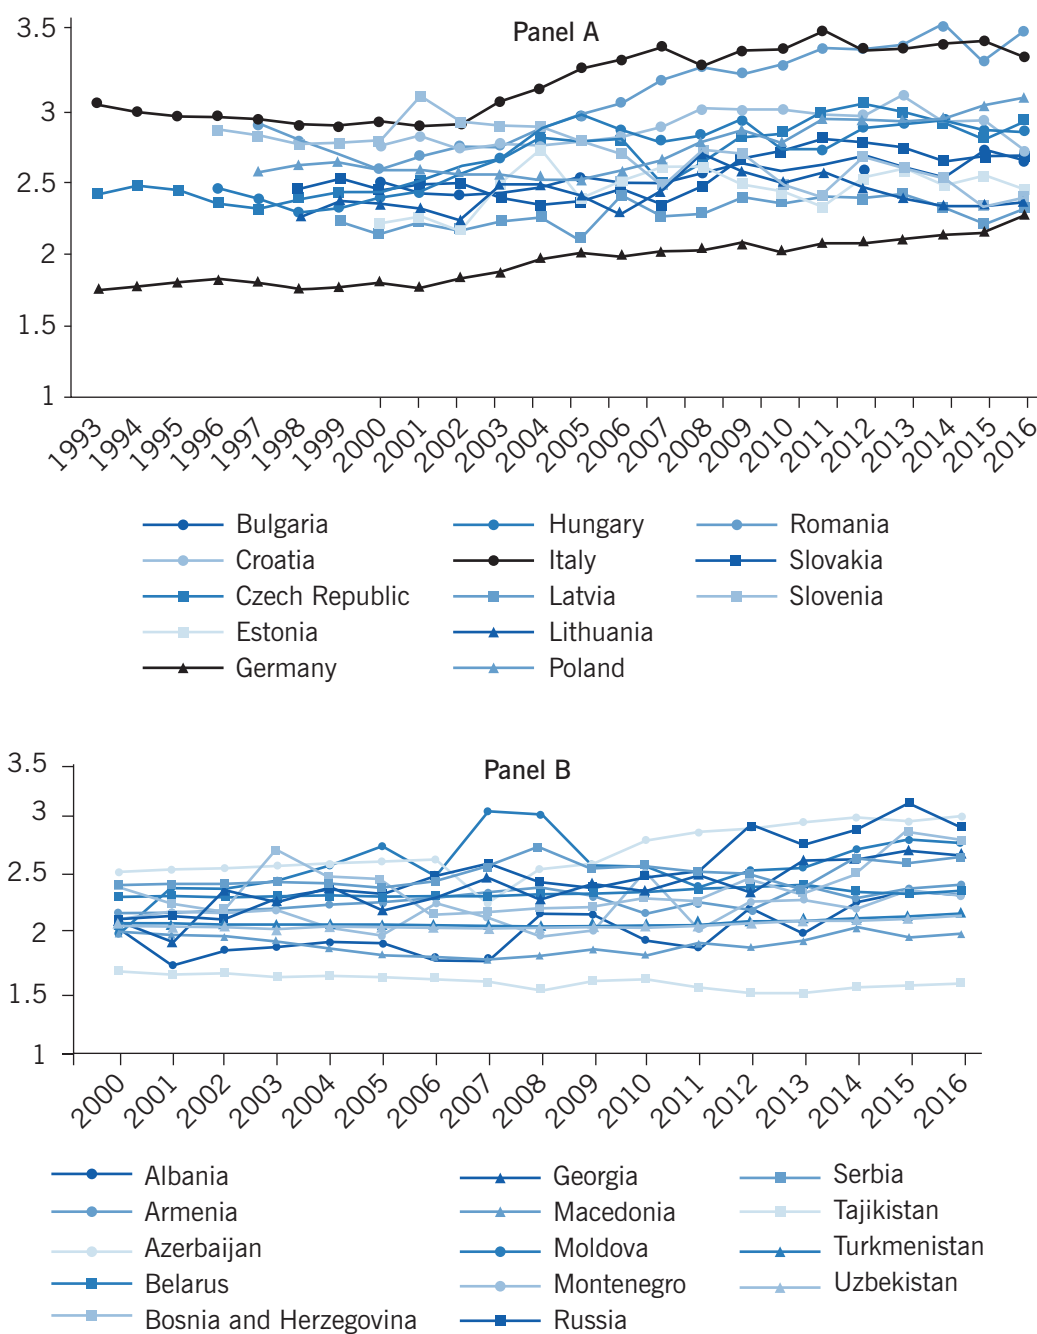 Panel A
3.5
3
2.5
2
1.5
1
1993 1994 1995 1996 1997 1998 1999 2000 2001 2002 2003 2004 2005 2006 2007 2008 2009 2010 2011 2012 2013 2014 2015 2016
Bulgaria Hungary Romania
Croatia Italy Slovakia
Czech Republic Latvia Slovenia
Estonia Lithuania
Germany Poland
Panel B
3.5
3
2.5
2
1.5
1
2000 2001 2002 2003 2004 2005 2006 2007 2008 2009 2010 2011 2012 2013 2014 2015 2016
Albania Georgia Serbia
Armenia Macedonia Tajikistan
Azerbaijan Moldova Turkmenistan
Belarus Montenegro Uzbekistan
Bosnia and Herzegovina Russia